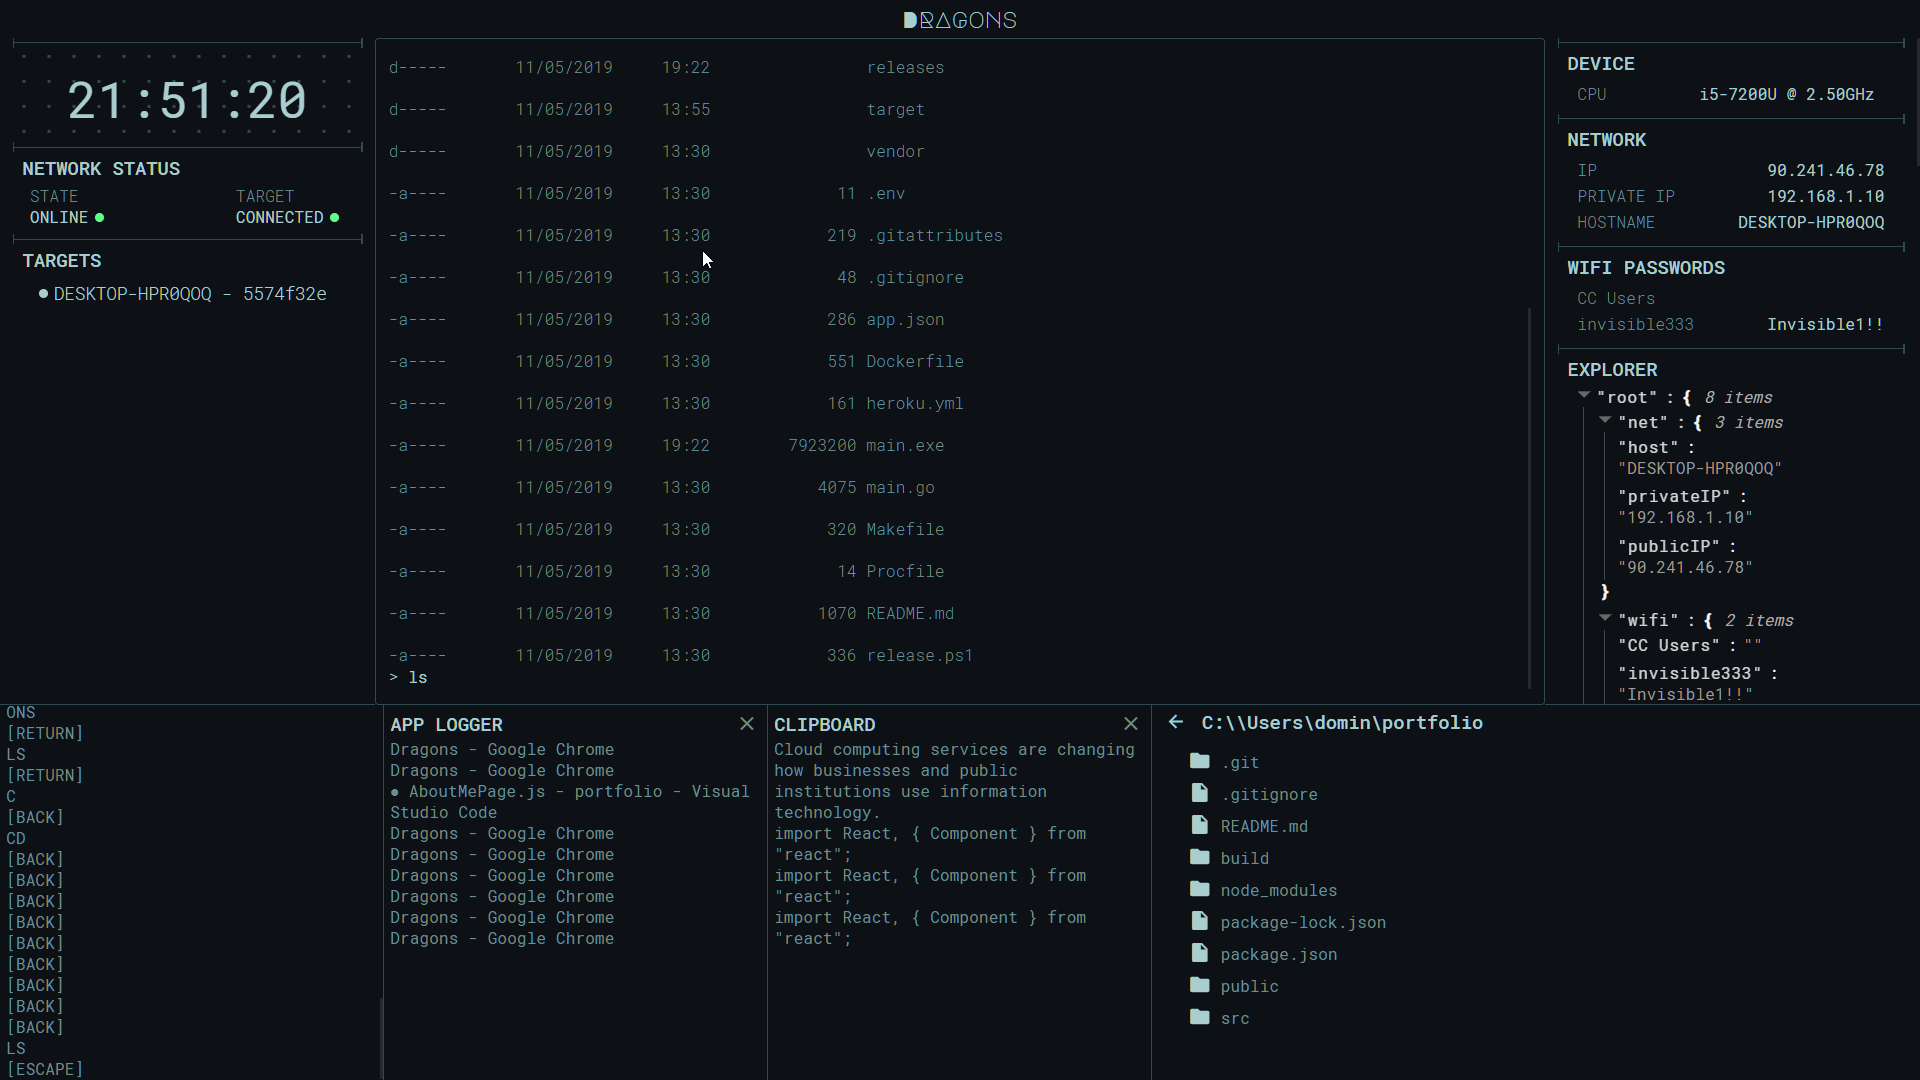 DRAGONS
21:51:20
NETWORK STATUS
STATE TARGET
ONLINE CONNECTED
TARGETS
DESKTOP-HPR0QOQ - 5574f32e
d----- 11/05/2019 19:22 releases
d----- 11/05/2019 13:55 target
d----- 11/05/2019 13:30 vendor
-a---- 11/05/2019 13:30 11 .env
-a---- 11/05/2019 13:30 219 .gitattributes
-a---- 11/05/2019 13:30 48 .gitignore
-a---- 11/05/2019 13:30 286 app.json
-a---- 11/05/2019 13:30 551 Dockerfile
-a---- 11/05/2019 13:30 161 heroku.yml
-a---- 11/05/2019 19:22 7923200 main.exe
-a---- 11/05/2019 13:30 4075 main.go
-a---- 11/05/2019 13:30 320 Makefile
-a---- 11/05/2019 13:30 14 Procfile
-a---- 11/05/2019 13:30 1070 README.md
-a---- 11/05/2019 13:30 336 release.ps1
> ls
DEVICE
CPU i5-7200U @ 2.50GHz
NETWORK
IP 90.241.46.78
PRIVATE IP 192.168.1.10
HOSTNAME DESKTOP-HPR0QOQ
WIFI PASSWORDS
CC Users
invisible333 Invisible1!!
EXPLORER
"root" : { 8 items
"net" : { 3 items
"host" :
"DESKTOP-HPR0QOQ"
"privateIP" :
"192.168.1.10"
"publicIP" :
"90.241.46.78"
}
"wifi" : { 2 items
"CC Users" : ""
"invisible333" :
"Invisible1!!"
ONS
[RETURN]
LS
[RETURN]
C
[BACK]
CD
[BACK]
[BACK]
[BACK]
[BACK]
[BACK]
[BACK]
[BACK]
[BACK]
[BACK]
LS
[ESCAPE]
APP LOGGER
Dragons - Google Chrome
Dragons - Google Chrome
● AboutMePage.js - portfolio - Visual
Studio Code
Dragons - Google Chrome
Dragons - Google Chrome
Dragons - Google Chrome
Dragons - Google Chrome
Dragons - Google Chrome
Dragons - Google Chrome
CLIPBOARD
Cloud computing services are changing
how businesses and public
institutions use information
technology.
import React, { Component } from
"react";
import React, { Component } from
"react";
import React, { Component } from
"react";
C:\\Users\domin\portfolio
.git
.gitignore
README.md
build
node_modules
package-lock.json
package.json
public
src